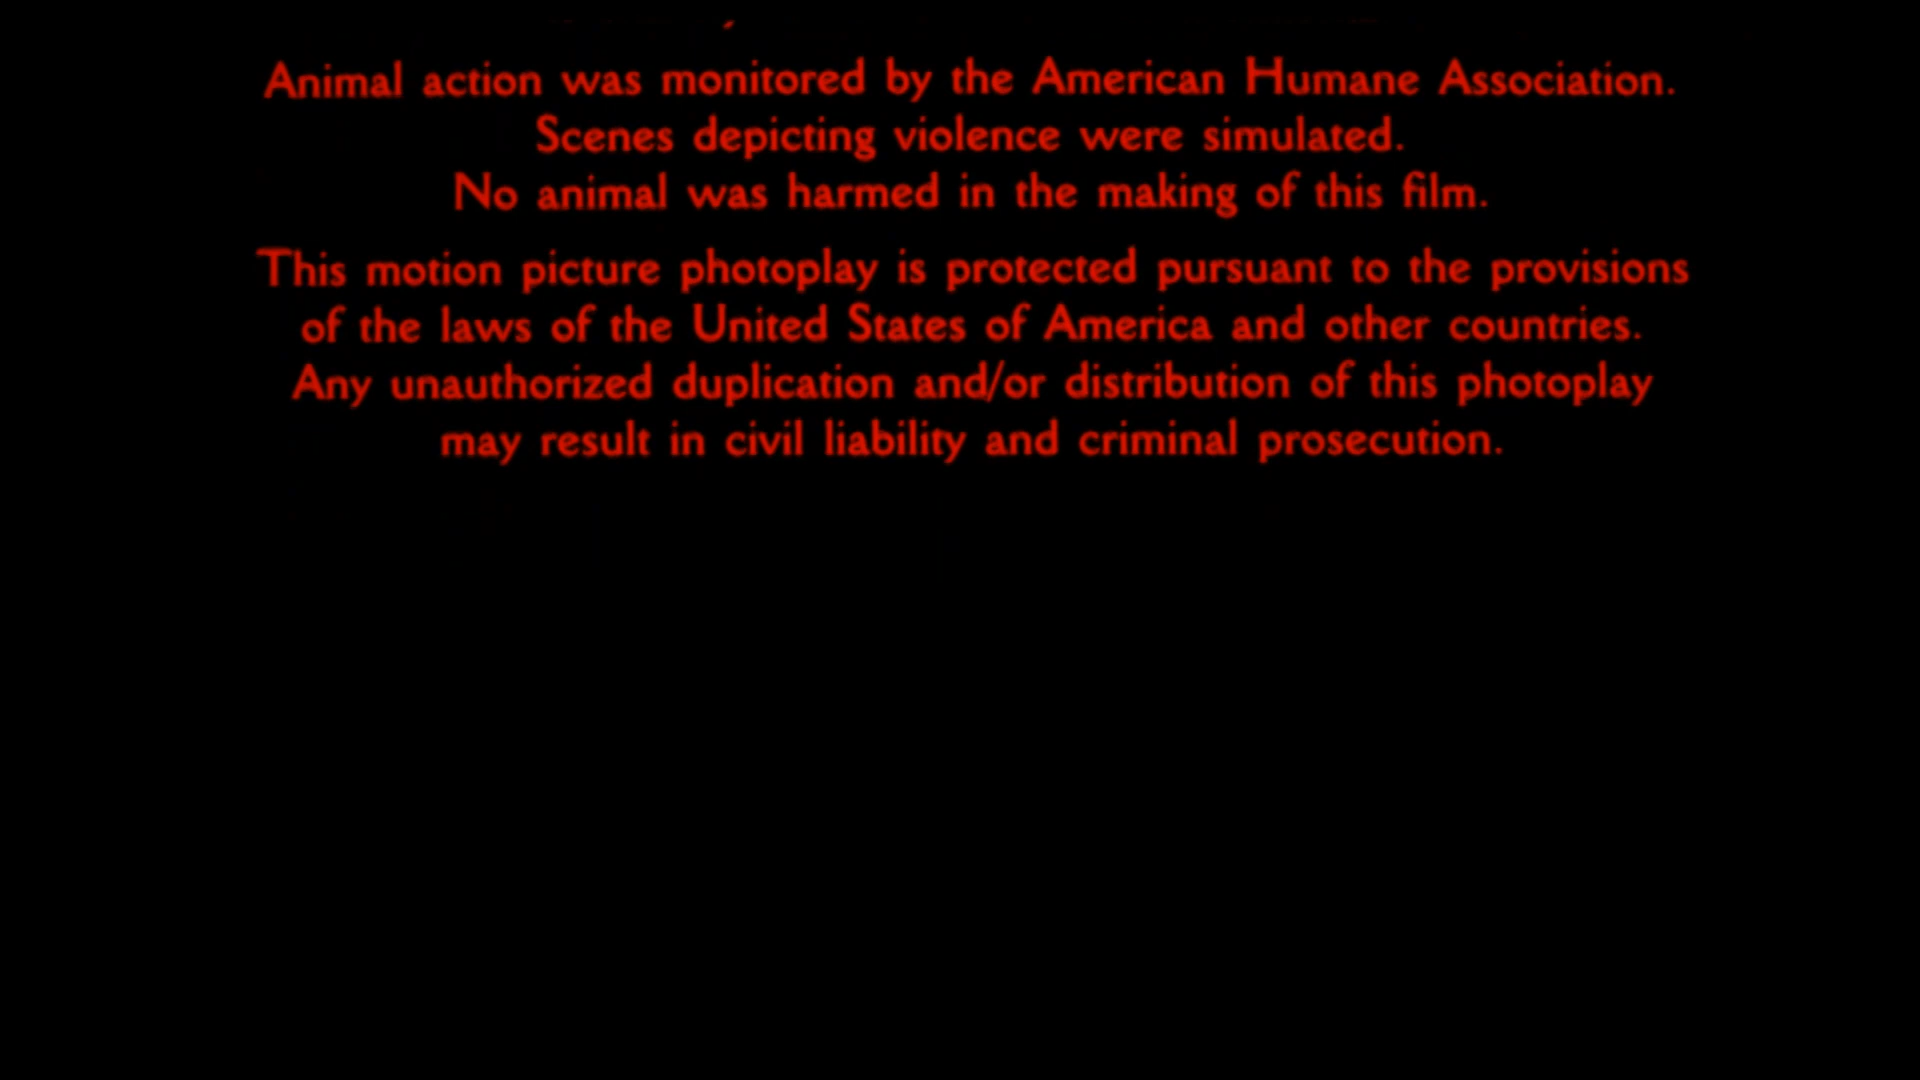 Animal action was monitored by the American Humane Association.
Scenes depicting violence were simulated.
No animal was harmed in the making of this film.
This motion picture photoplay is protected pursuant to the provisions
of the laws of the United States of America and other countries.
Any unauthorized duplication and/or distribution of this photoplay
may result in civil liability and criminal prosecution.